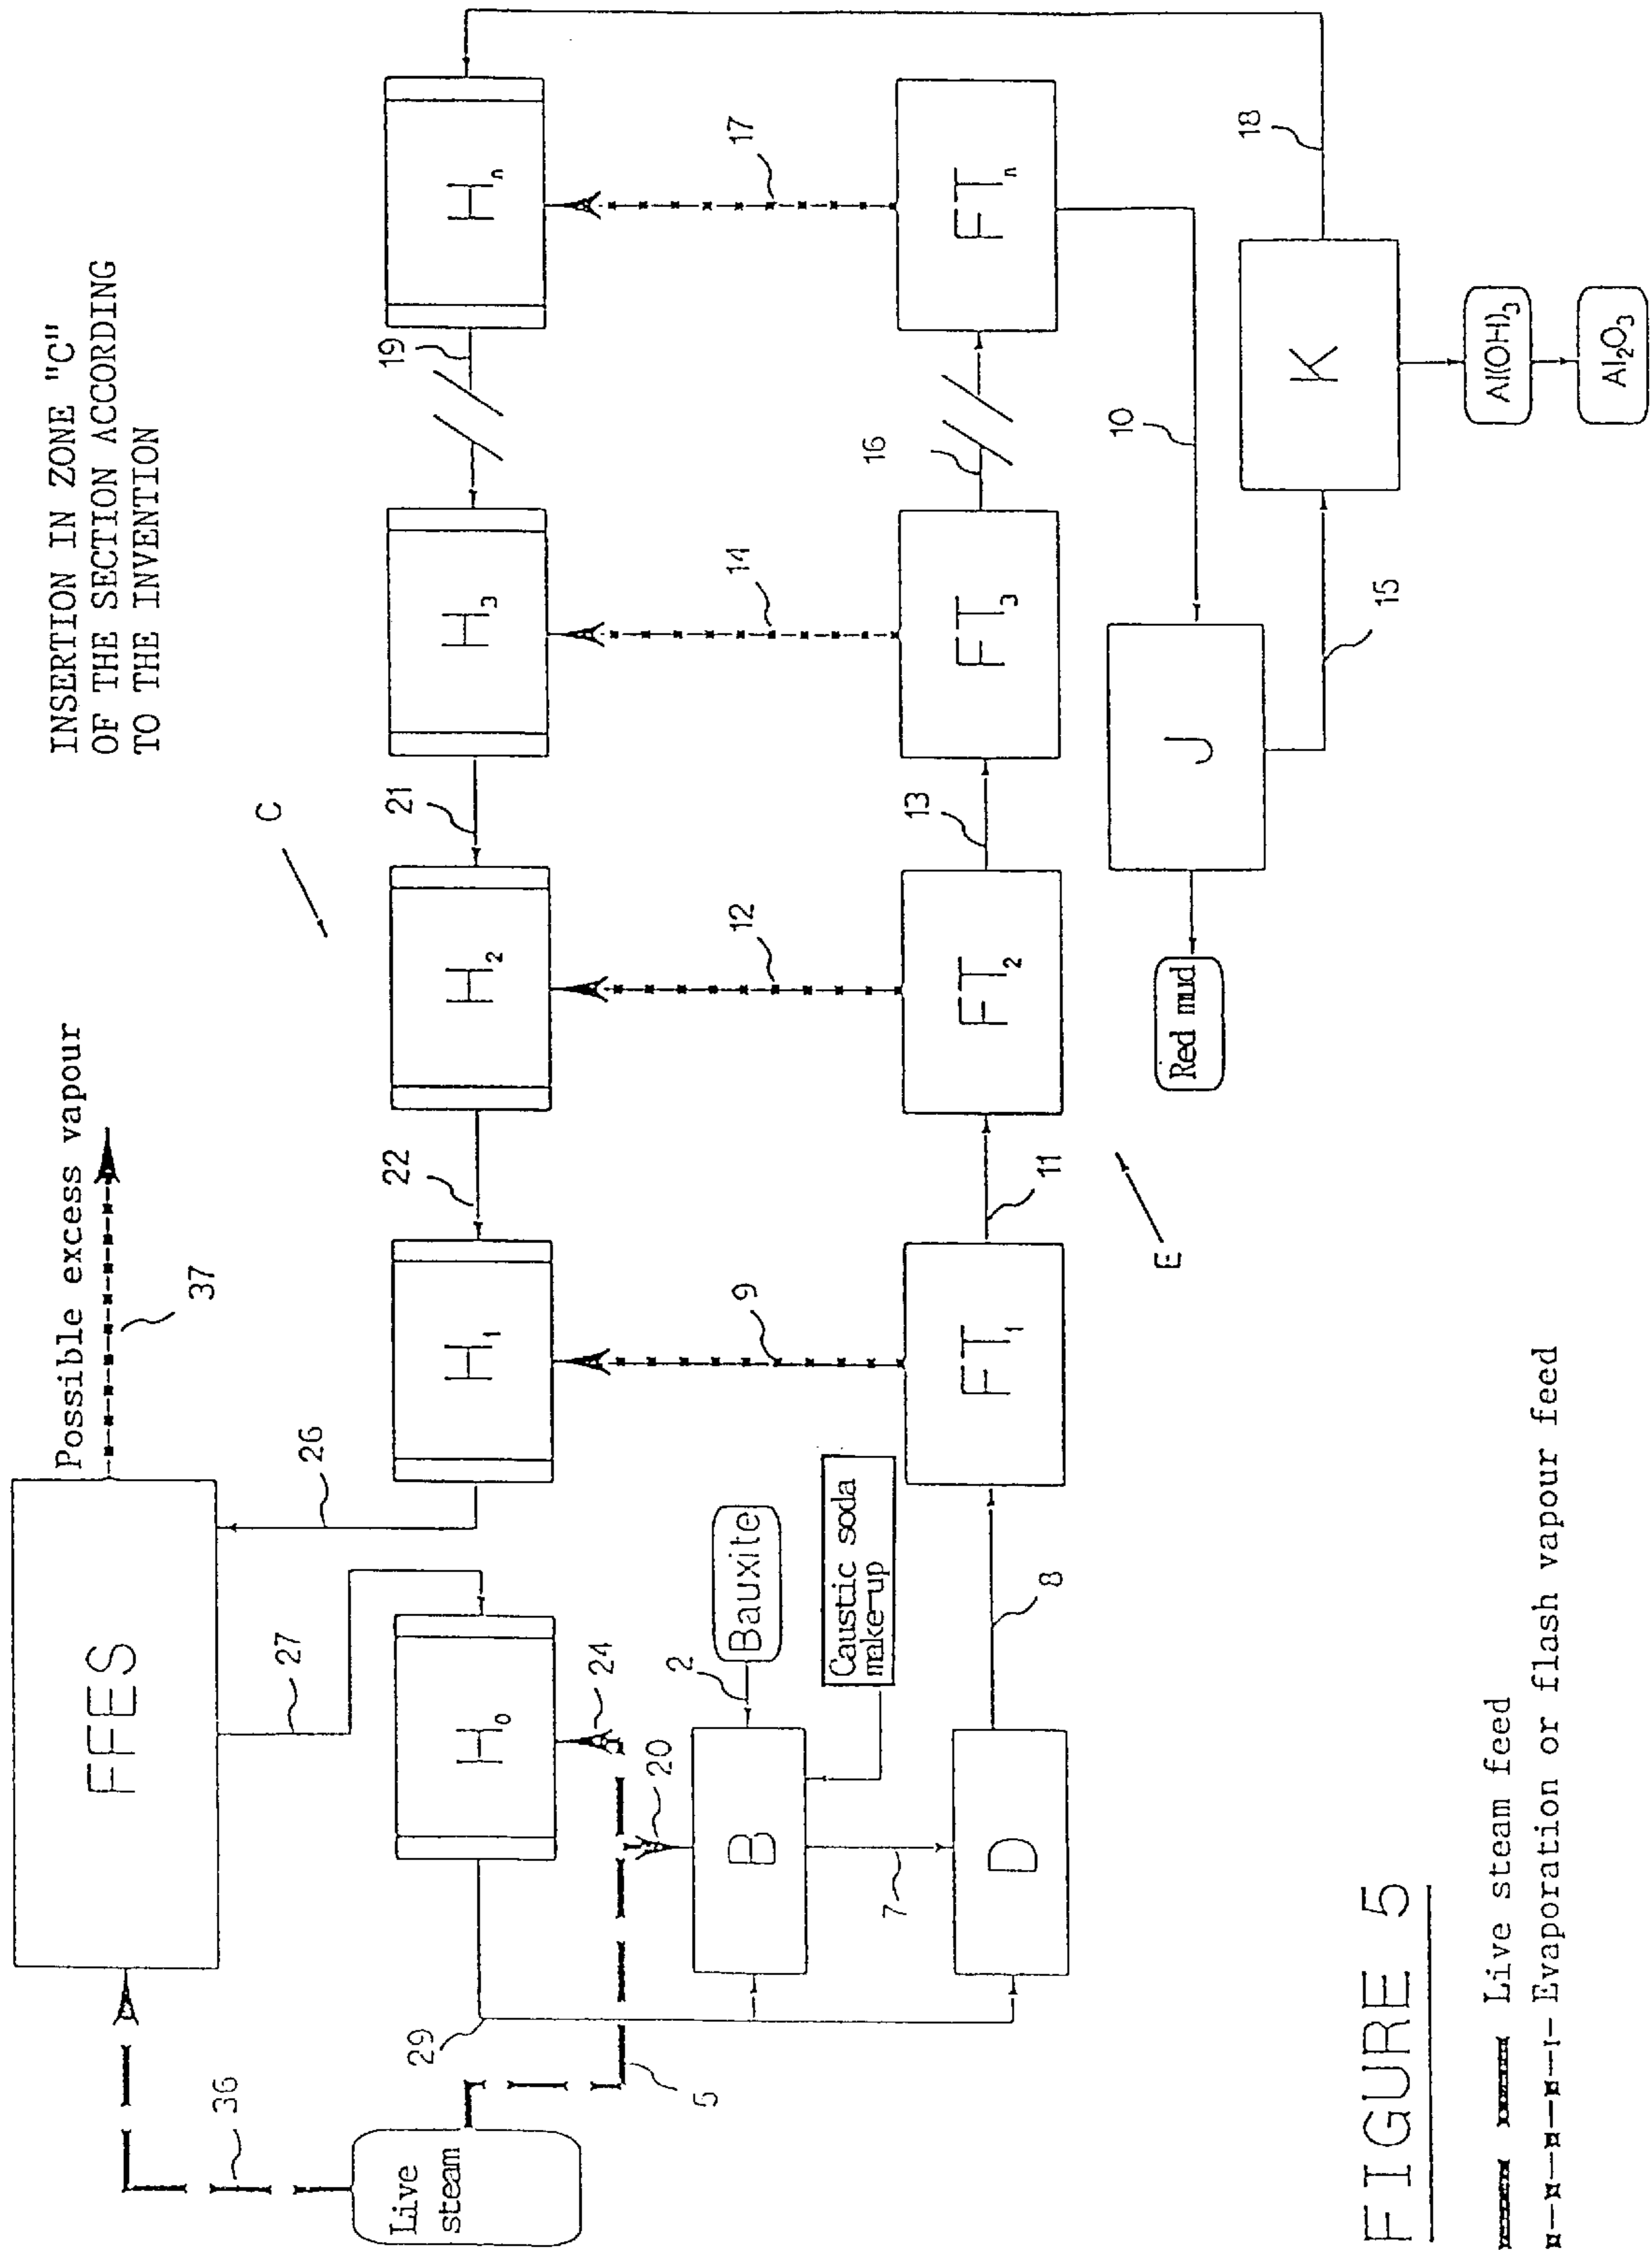 INSERTION IN ZONE "C"
OF THE SECTION ACCORDING
TO THE INVENTION
Possible excess vapour
37
FFES
36
Live
steam
26
27
C
H₀
H₁
H₂
H₃
Hₙ
22
21
19
24
20
5
29
9
12
14
17
Bauxite
2
Caustic soda
make-up
B
7
D
8
FT₁
FT₂
FT₃
FTₙ
11
13
16
E
10
18
J
15
K
Red mud
Al(OH)₃
Al₂O₃
FIGURE 5
Live steam feed
Evaporation or flash vapour feed